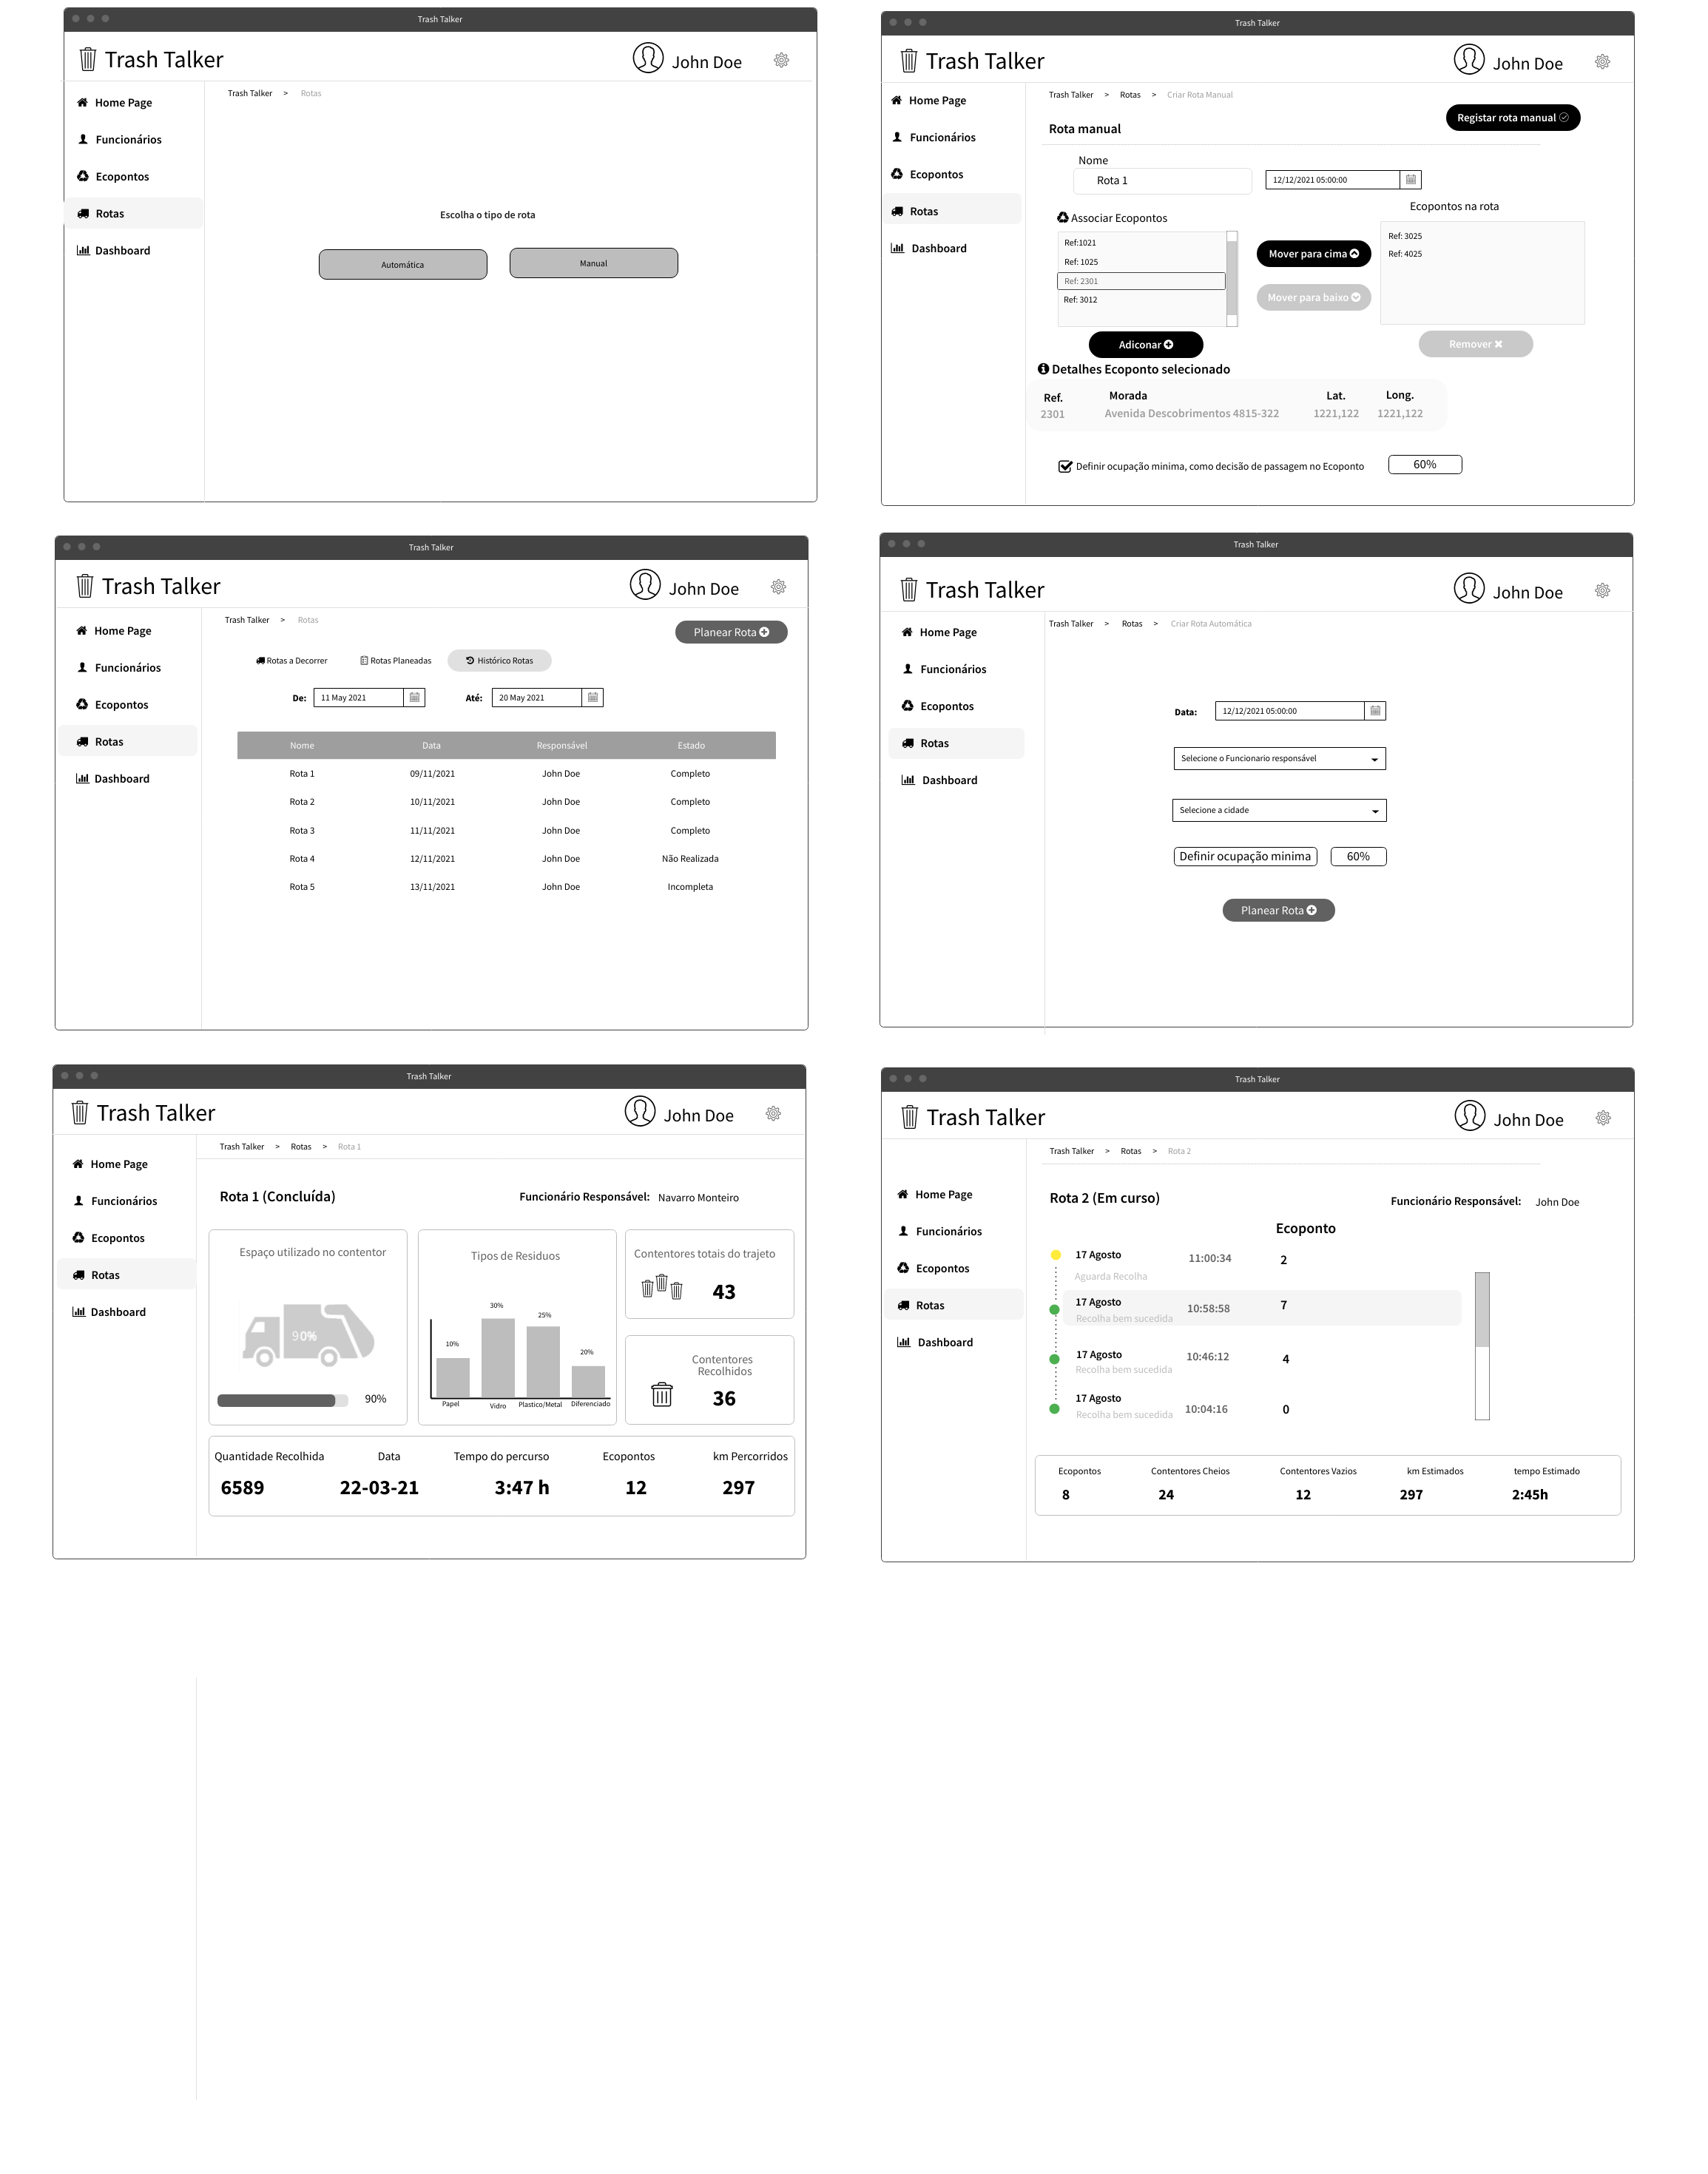 Trash Talker
Trash Talker
John Doe
Home Page
Funcionários
Ecopontos
Rotas
Dashboard
Trash Talker > Rotas
Escolha o tipo de rota
Automática
Manual
Trash Talker
Trash Talker
John Doe
Home Page
Funcionários
Ecopontos
Rotas
Dashboard
Trash Talker > Rotas > Criar Rota Manual
Registar rota manual
Rota manual
Nome
Rota 1
12/12/2021 05:00:00
Associar Ecopontos
Ecopontos na rota
Ref:1021
Ref: 1025
Ref: 2301
Ref: 3012
Mover para cima
Mover para baixo
Ref: 3025
Ref: 4025
Adiconar
Remover
Detalhes Ecoponto selecionado
Ref. Morada Lat. Long.
2301 Avenida Descobrimentos 4815-322 1221,122 1221,122
Definir ocupação minima, como decisão de passagem no Ecoponto
60%
Trash Talker
Trash Talker
John Doe
Home Page
Funcionários
Ecopontos
Rotas
Dashboard
Trash Talker > Rotas
Planear Rota
Rotas a Decorrer
Rotas Planeadas
Histórico Rotas
De: 11 May 2021
Até: 20 May 2021
Nome Data Responsável Estado
Rota 1 09/11/2021 John Doe Completo
Rota 2 10/11/2021 John Doe Completo
Rota 3 11/11/2021 John Doe Completo
Rota 4 12/11/2021 John Doe Não Realizada
Rota 5 13/11/2021 John Doe Incompleta
Trash Talker
Trash Talker
John Doe
Home Page
Funcionários
Ecopontos
Rotas
Dashboard
Trash Talker > Rotas > Criar Rota Automática
Data: 12/12/2021 05:00:00
Selecione o Funcionario responsável
Selecione a cidade
Definir ocupação minima
60%
Planear Rota
Trash Talker
Trash Talker
John Doe
Home Page
Funcionários
Ecopontos
Rotas
Dashboard
Trash Talker > Rotas > Rota 1
Rota 1 (Concluída)
Funcionário Responsável: Navarro Monteiro
Espaço utilizado no contentor
90%
90%
Tipos de Residuos
10%
30%
25%
20%
Papel Vidro Plastico/Metal Diferenciado
Contentores totais do trajeto
43
Contentores
Recolhidos
36
Quantidade Recolhida Data Tempo do percurso Ecopontos km Percorridos
6589 22-03-21 3:47 h 12 297
Trash Talker
Trash Talker
John Doe
Home Page
Funcionários
Ecopontos
Rotas
Dashboard
Trash Talker > Rotas > Rota 2
Rota 2 (Em curso)
Funcionário Responsável: John Doe
Ecoponto
17 Agosto 11:00:34 2
Aguarda Recolha
17 Agosto 10:58:58 7
Recolha bem sucedida
17 Agosto 10:46:12 4
Recolha bem sucedida
17 Agosto 10:04:16 0
Recolha bem sucedida
Ecopontos Contentores Cheios Contentores Vazios km Estimados tempo Estimado
8 24 12 297 2:45h